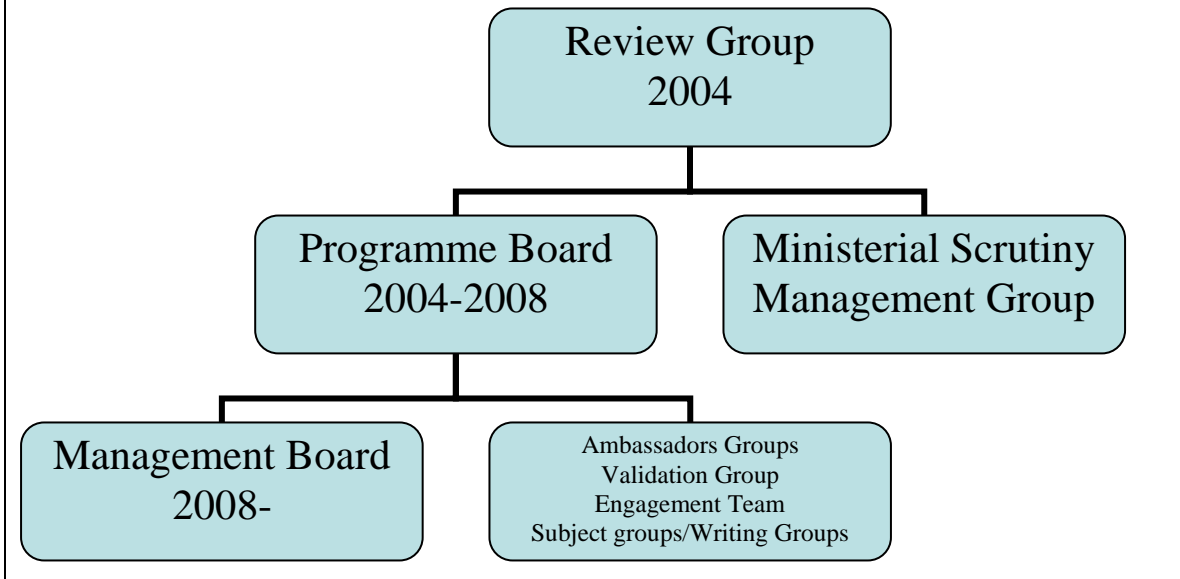 Review Group
2004
Programme Board
2004-2008
Ministerial Scrutiny
Management Group
Management Board
2008-
Ambassadors Groups
Validation Group
Engagement Team
Subject groups/Writing Groups